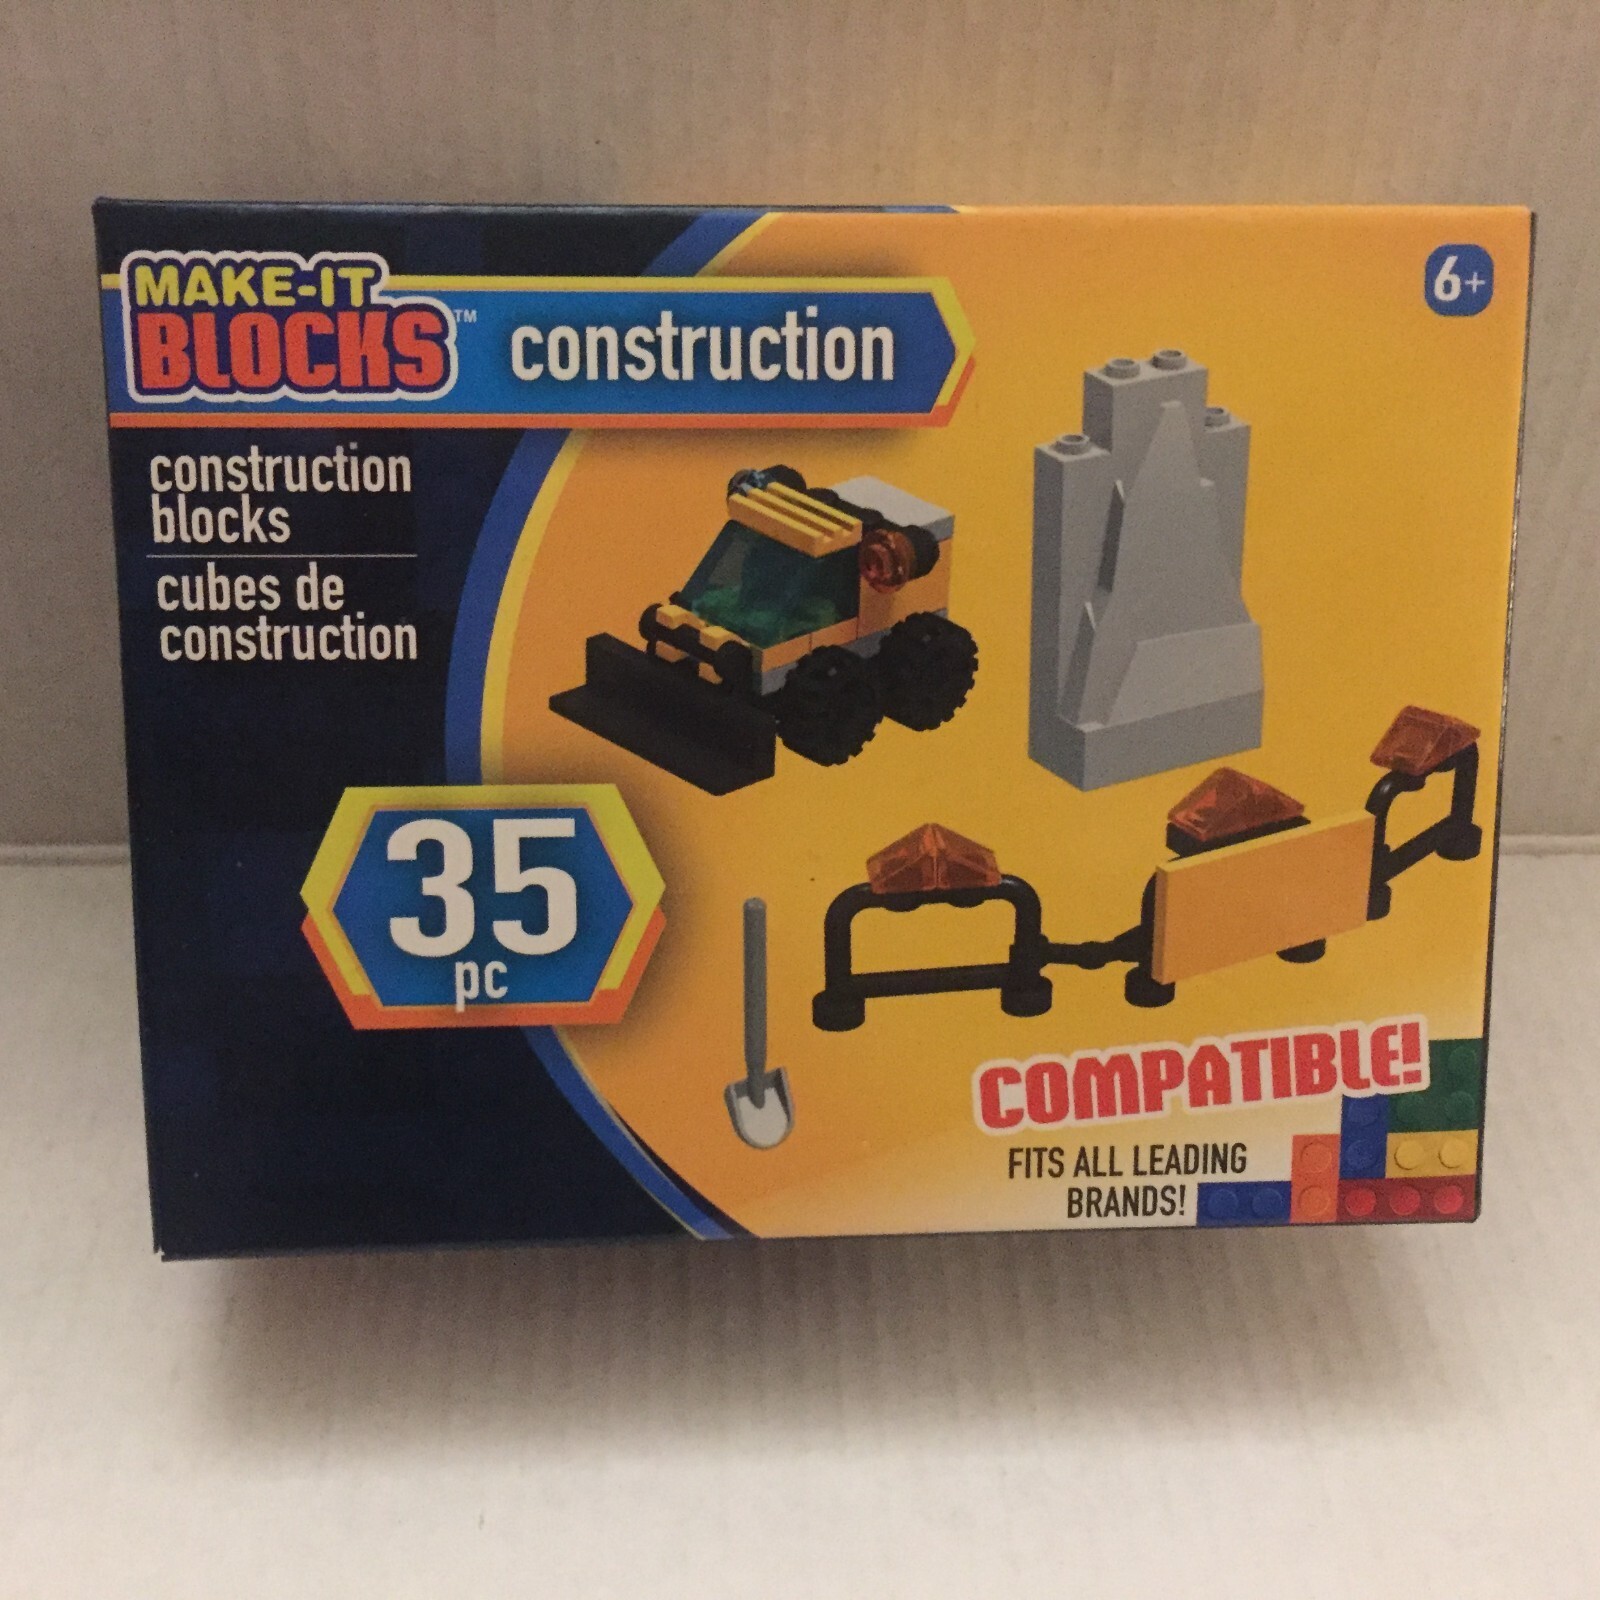 MAKE-IT
BLOCKS™
construction
6+
construction
blocks
cubes de
construction
35
pc
COMPATIBLE!
FITS ALL LEADING
BRANDS!